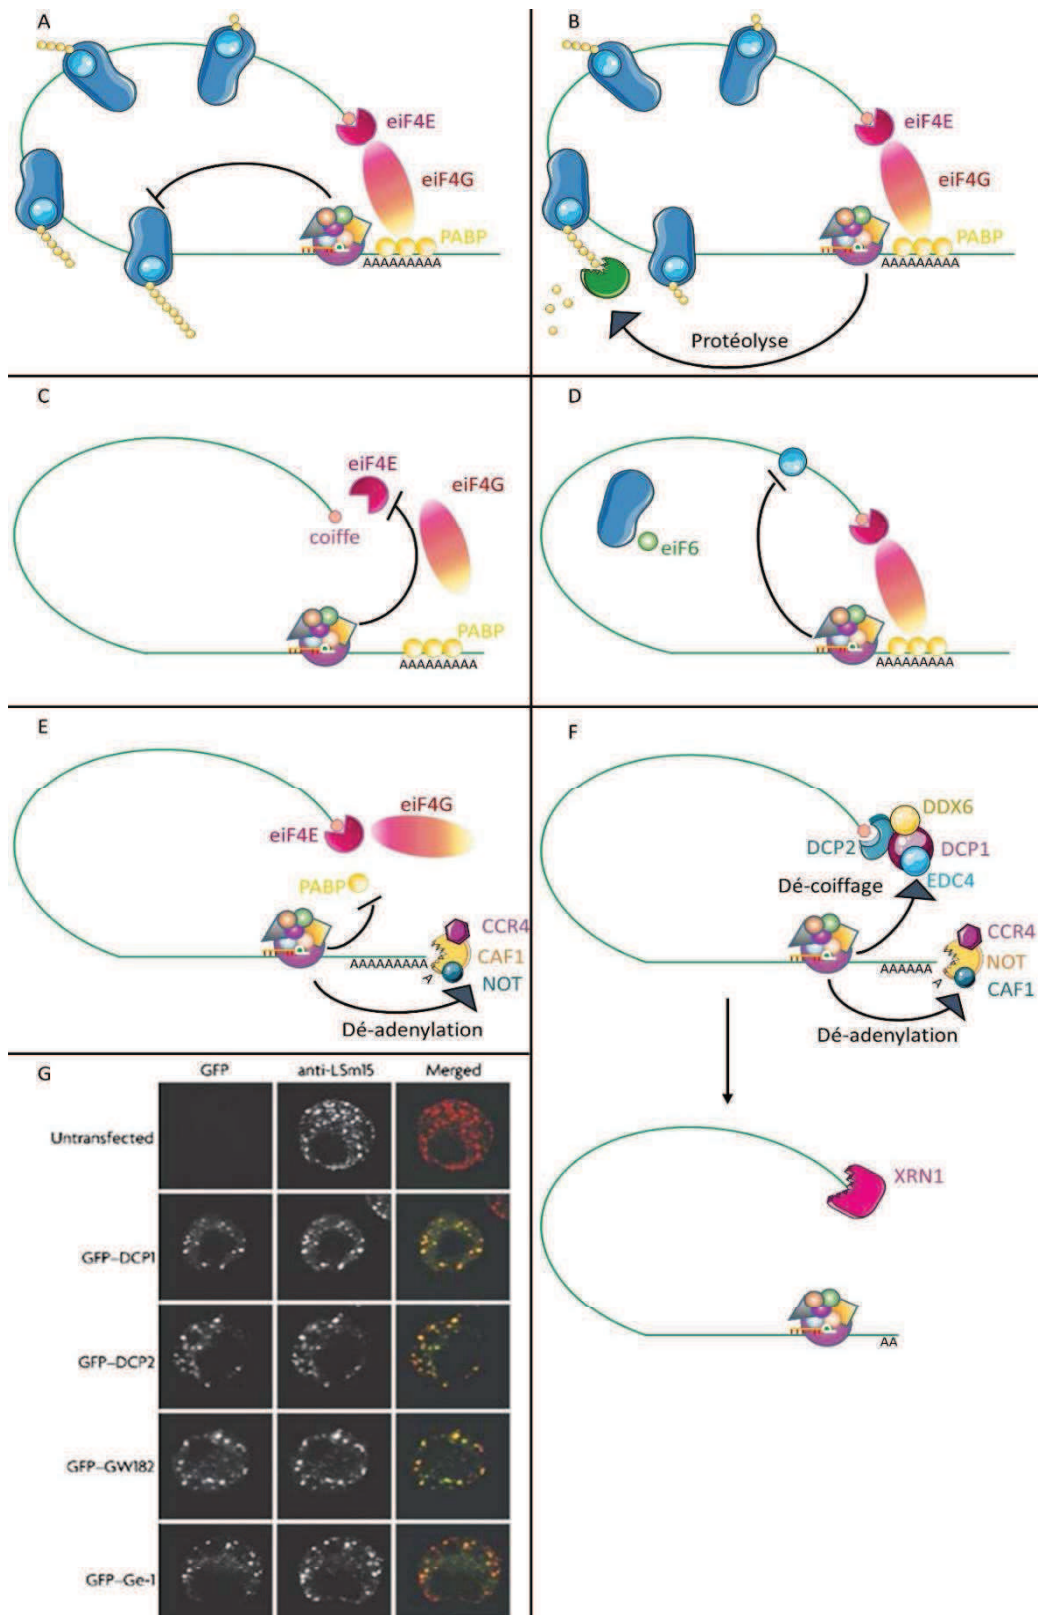 A
eiF4E
eiF4G
PABP
AAAAAAAAA
B
eiF4E
eiF4G
PABP
AAAAAAAAA
Protéolyse
C
eiF4E
eiF4G
coiffe
PABP
AAAAAAAAA
D
eiF6
AAAAAAAAA
E
eiF4G
eiF4E
PABP
CCR4
CAF1
NOT
AAAAAAAAA
A
Dé-adenylation
F
DDX6
DCP2
DCP1
EDC4
Dé-coiffage
CCR4
NOT
CAF1
AAAAAA
A
Dé-adenylation
XRN1
AA
G
GFP anti-LSm15 Merged
Untransfected
GFP–DCP1
GFP–DCP2
GFP–GW182
GFP–Ge-1